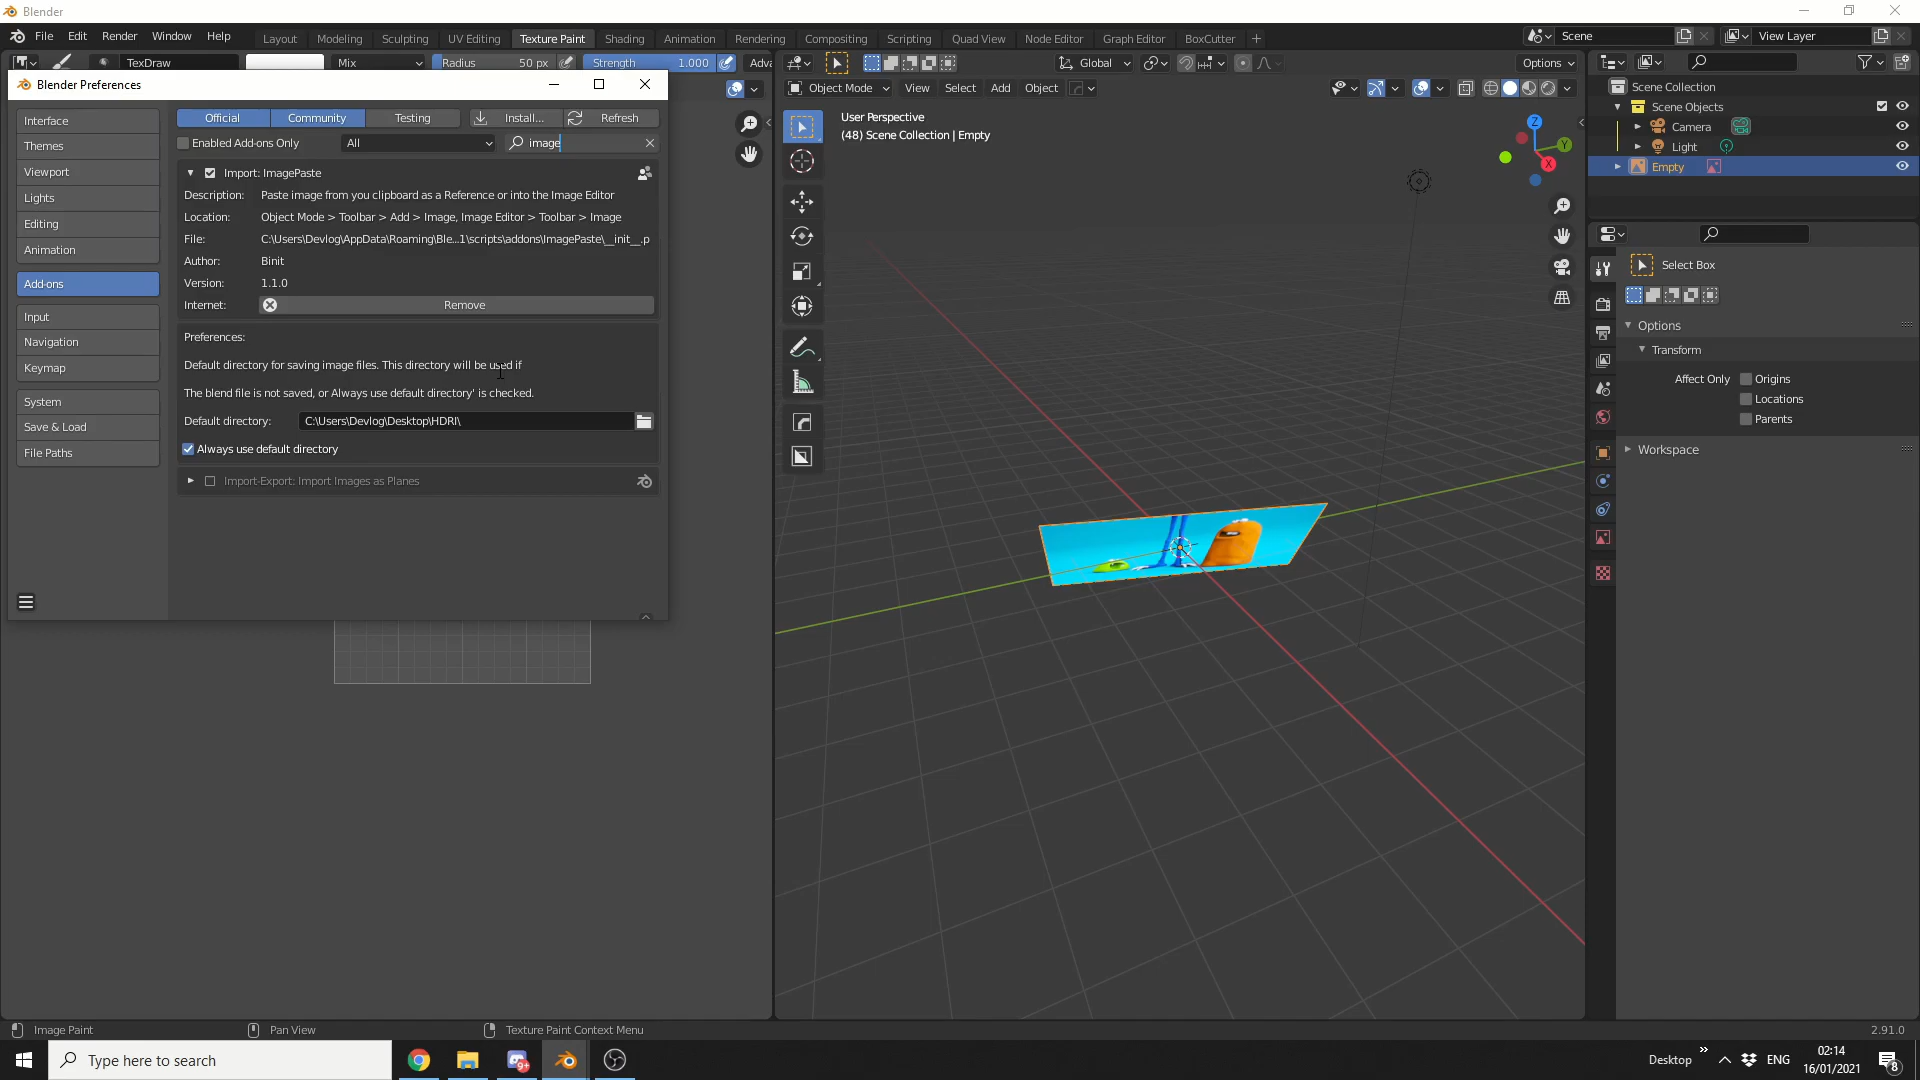 Blender
File Edit Render Window Help Layout Modeling Sculpting UV Editing Texture Paint Shading Animation Rendering Compositing Scripting Quad View Node Editor Graph Editor BoxCutter + Scene View Layer
TexDraw Mix Radius 50 px Strength 1.000 Adva Global Options
Blender Preferences
Object Mode View Select Add Object
Interface
Themes
Viewport
Lights
Editing
Animation
Add-ons
Input
Navigation
Keymap
System
Save & Load
File Paths
Official Community Testing Install... Refresh
Enabled Add-ons Only All image
Import: ImagePaste
Description: Paste image from you clipboard as a Reference or into the Image Editor
Location: Object Mode > Toolbar > Add > Image, Image Editor > Toolbar > Image
File: C:\Users\Devlog\AppData\Roaming\Ble...1\scripts\addons\ImagePaste\__init__.p
Author: Binit
Version: 1.1.0
Internet: Remove
Preferences:
Default directory for saving image files. This directory will be used if
The blend file is not saved, or Always use default directory' is checked.
Default directory: C:\Users\Devlog\Desktop\HDRI\
Always use default directory
Import-Export: Import Images as Planes
User Perspective
(48) Scene Collection | Empty
Z
Y
X
Scene Collection
Scene Objects
Camera
Light
Empty
Select Box
Options
Transform
Affect Only Origins
Locations
Parents
Workspace
Image Paint Pan View Texture Paint Context Menu 2.91.0
Type here to search
9+
Desktop ENG
02:14
16/01/2021
8